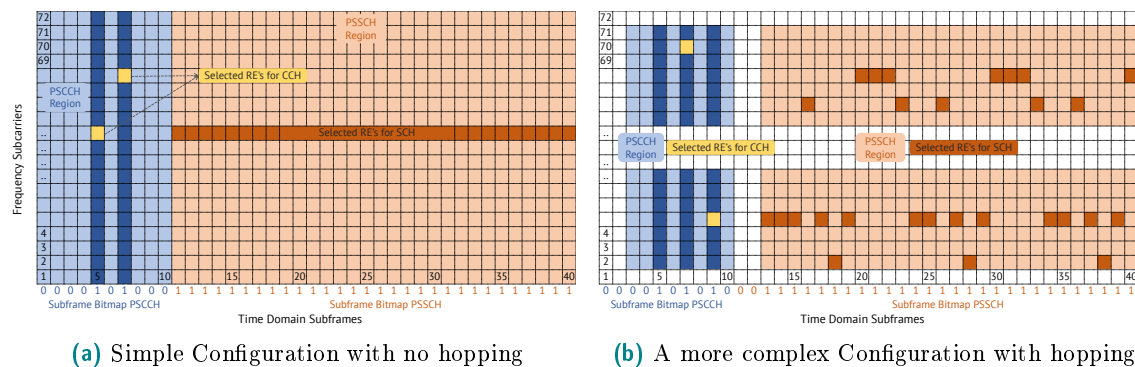 Frequency Subcarriers
72
71
70
69
PSCCH
Region
PSSCH
Region
Selected RE's for CCH
Selected RE's for SCH
..
..
..
..
4
3
2
1 5 10 15 20 25 30 35 40
0 0 0 0 1 0 1 0 0 0 1 1 1 1 1 1 1 1 1 1 1 1 1 1 1 1 1 1 1 1 1 1 1 1 1 1 1 1 1 1
Subframe Bitmap PSCCH Subframe Bitmap PSSCH
Time Domain Subframes
(a) Simple Configuration with no hopping
72
71
70
69
..
..
..
..
PSCCH
Region
Selected RE's for CCH
PSSCH
Region
Selected RE's for SCH
4
3
2
1 5 10 15 20 25 30 35 40
0 0 0 0 1 0 1 0 1 0 0 0 1 1 1 1 1 1 1 1 1 1 1 1 1 1 1 1 1 1 1 1 1 1 1 1 1 1 1 1
Subframe Bitmap PSCCH Subframe Bitmap PSSCH
Time Domain Subframes
(b) A more complex Configuration with hopping